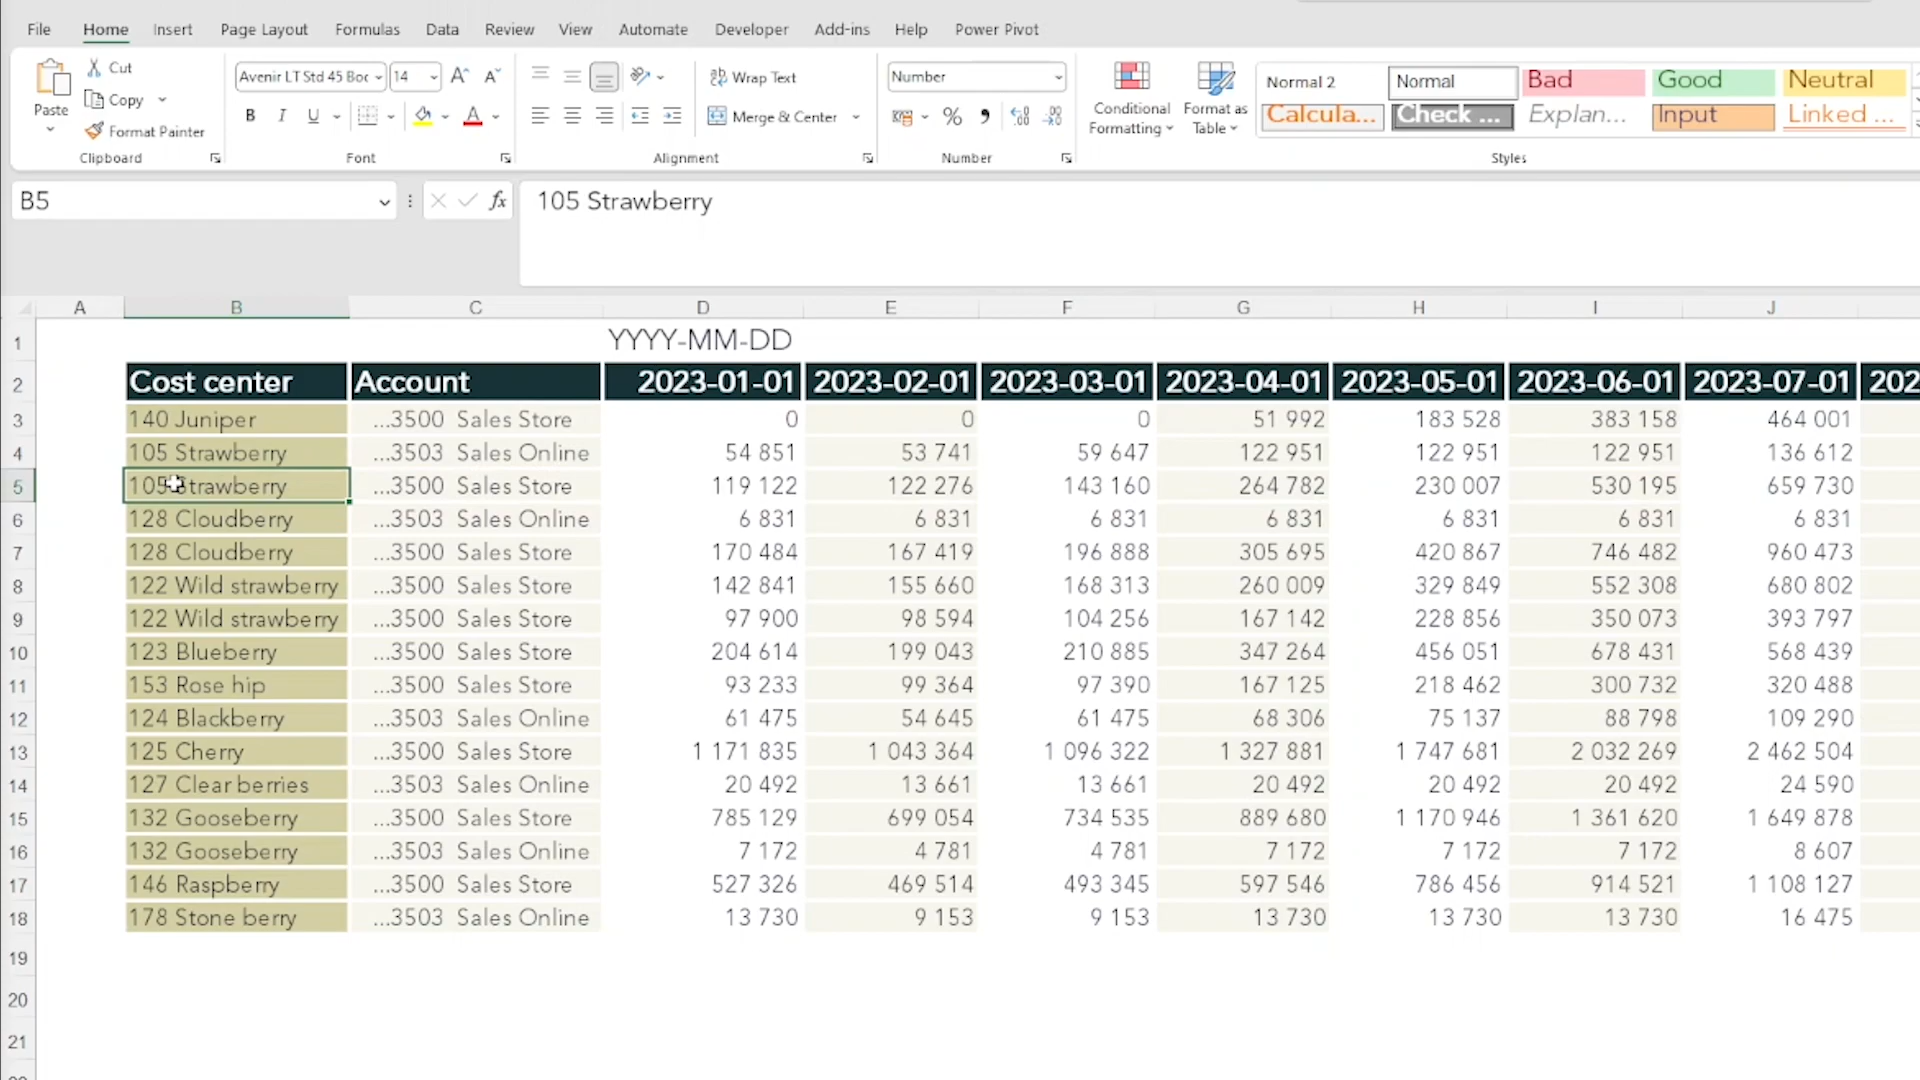 File Home Insert Page Layout Formulas Data Review View Automate Developer Add-ins Help Power Pivot
Paste Cut Copy Format Painter
Clipboard
Avenir LT Std 45 Boc 14
B I U A
Font
Wrap Text
Merge & Center
Alignment
Number
%
Number
Conditional Formatting
Format as Table
Normal 2 Normal Bad Good Neutral
Calcula... Check ... Explan... Input Linked ...
Styles
B5 fx 105 Strawberry
A B C D E F G H I J
1 YYYY-MM-DD
2 Cost center Account 2023-01-01 2023-02-01 2023-03-01 2023-04-01 2023-05-01 2023-06-01 2023-07-01 202
3 140 Juniper ...3500 Sales Store 0 0 0 51 992 183 528 383 158 464 001
4 105 Strawberry ...3503 Sales Online 54 851 53 741 59 647 122 951 122 951 122 951 136 612
5 105 Strawberry ...3500 Sales Store 119 122 122 276 143 160 264 782 230 007 530 195 659 730
6 128 Cloudberry ...3503 Sales Online 6 831 6 831 6 831 6 831 6 831 6 831 6 831
7 128 Cloudberry ...3500 Sales Store 170 484 167 419 196 888 305 695 420 867 746 482 960 473
8 122 Wild strawberry ...3500 Sales Store 142 841 155 660 168 313 260 009 329 849 552 308 680 802
9 122 Wild strawberry ...3500 Sales Store 97 900 98 594 104 256 167 142 228 856 350 073 393 797
10 123 Blueberry ...3500 Sales Store 204 614 199 043 210 885 347 264 456 051 678 431 568 439
11 153 Rose hip ...3500 Sales Store 93 233 99 364 97 390 167 125 218 462 300 732 320 488
12 124 Blackberry ...3503 Sales Online 61 475 54 645 61 475 68 306 75 137 88 798 109 290
13 125 Cherry ...3500 Sales Store 1 171 835 1 043 364 1 096 322 1 327 881 1 747 681 2 032 269 2 462 504
14 127 Clear berries ...3503 Sales Online 20 492 13 661 13 661 20 492 20 492 20 492 24 590
15 132 Gooseberry ...3500 Sales Store 785 129 699 054 734 535 889 680 1 170 946 1 361 620 1 649 878
16 132 Gooseberry ...3503 Sales Online 7 172 4 781 4 781 7 172 7 172 7 172 8 607
17 146 Raspberry ...3500 Sales Store 527 326 469 514 493 345 597 546 786 456 914 521 1 108 127
18 178 Stone berry ...3503 Sales Online 13 730 9 153 9 153 13 730 13 730 13 730 16 475
19
20
21